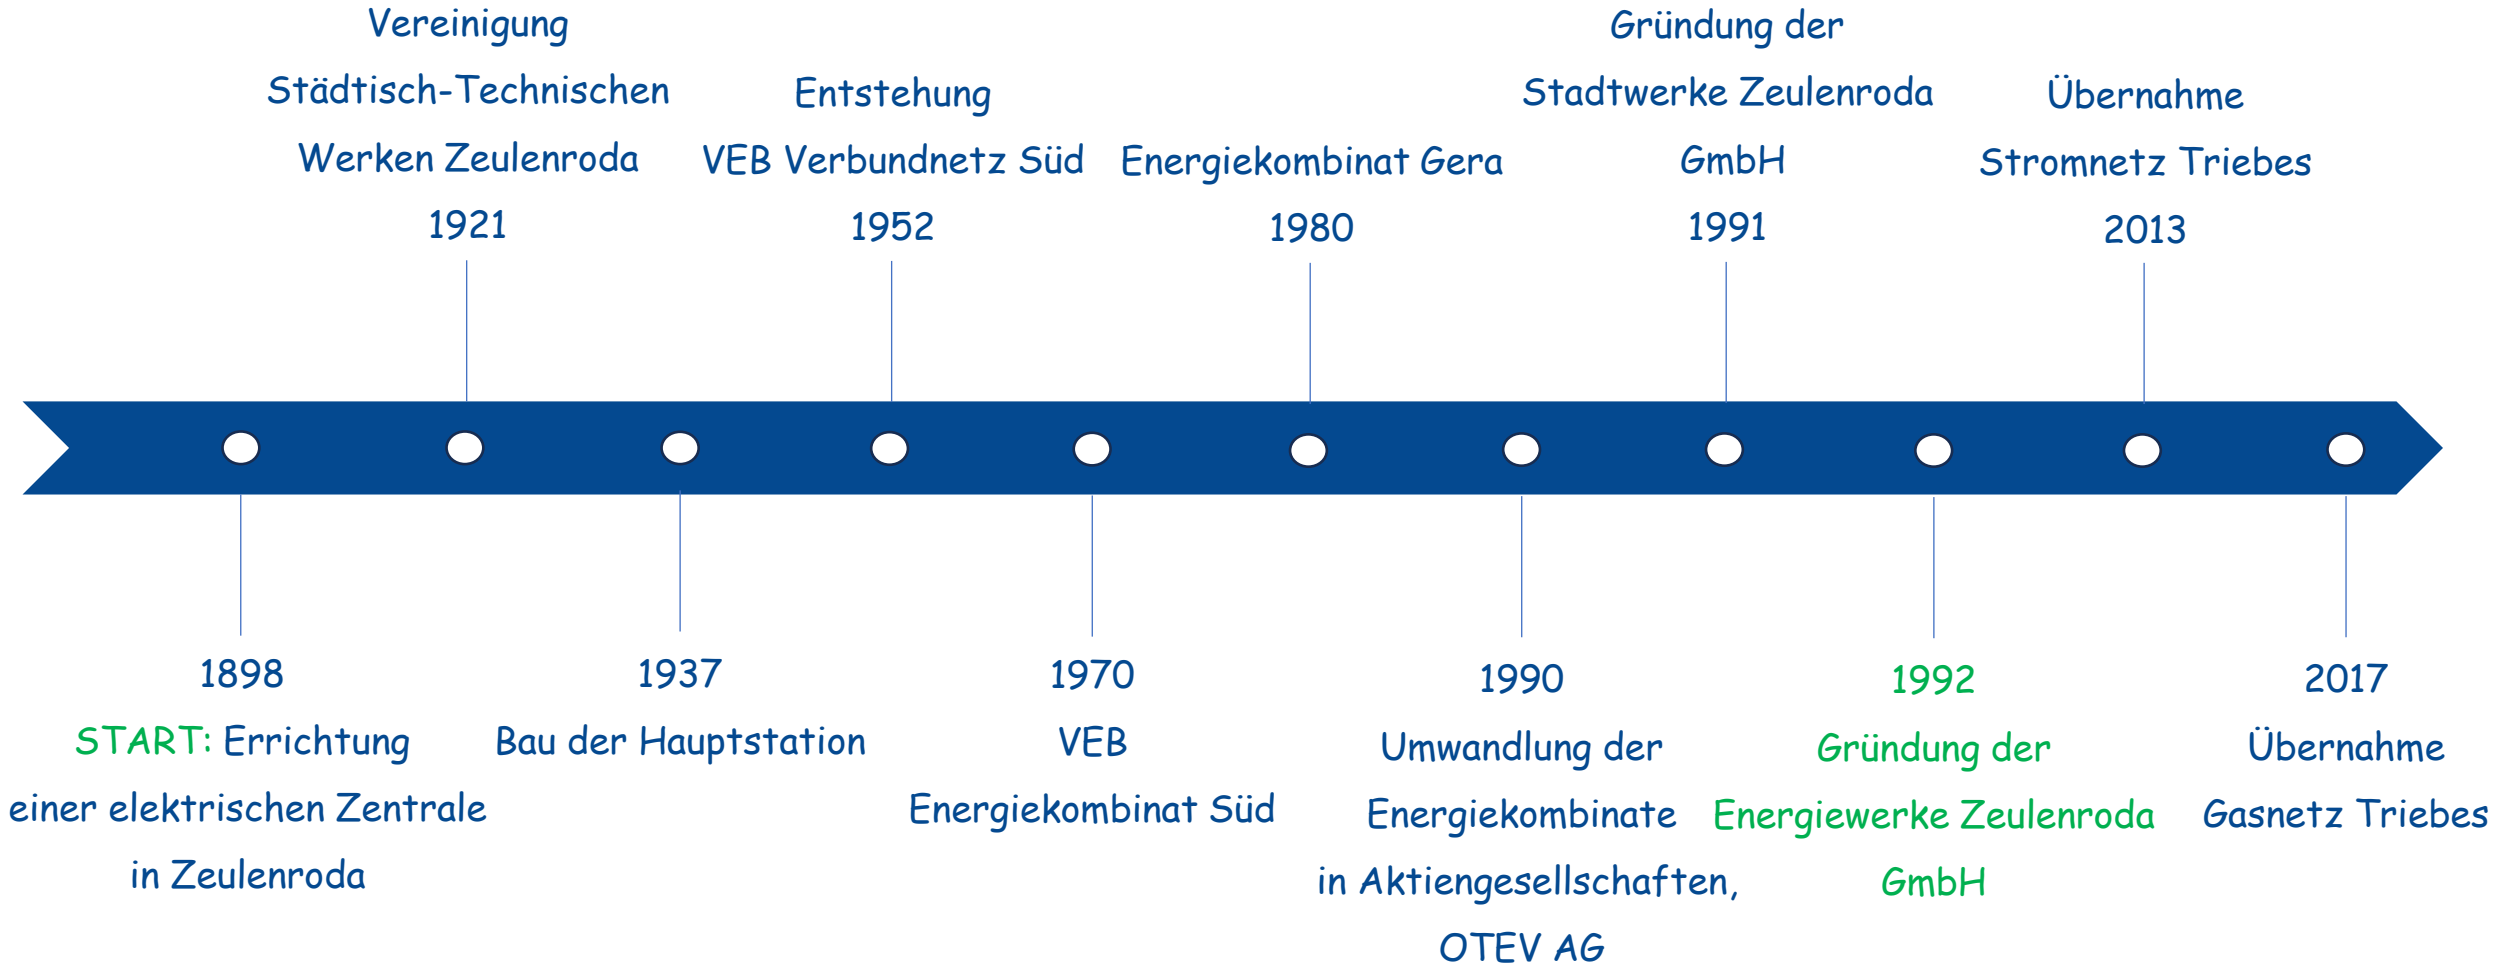 Vereinigung
Städtisch-Technischen
Werken Zeulenroda
1921
Entstehung
VEB Verbundnetz Süd
1952
Energiekombinat Gera
1980
Gründung der
Stadtwerke Zeulenroda
GmbH
1991
Übernahme
Stromnetz Triebes
2013
1898
START: Errichtung
einer elektrischen Zentrale
in Zeulenroda
1937
Bau der Hauptstation
1970
VEB
Energiekombinat Süd
1990
Umwandlung der
Energiekombinate
in Aktiengesellschaften,
OTEV AG
1992
Gründung der
Energiewerke Zeulenroda
GmbH
2017
Übernahme
Gasnetz Triebes